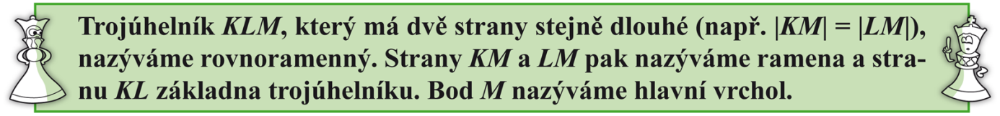 Trojúhelník KLM, který má dvě strany stejně dlouhé (např. |KM| = |LM|),
nazýváme rovnoramenný. Strany KM a LM pak nazýváme ramena a stra-
nu KL základna trojúhelníku. Bod M nazýváme hlavní vrchol.